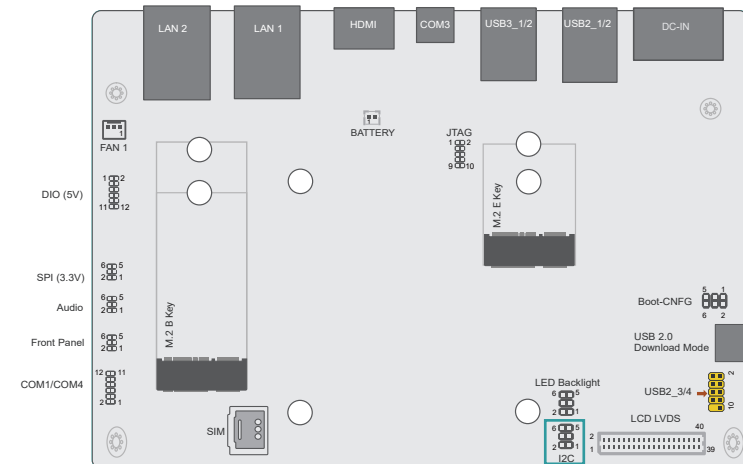 LAN 2
LAN 1
HDMI
COM3
USB3_1/2
USB2_1/2
DC-IN
1
FAN 1
1
BATTERY
JTAG
1 2
9 10
DIO (5V)
1 2
11 12
M.2 E Key
SPI (3.3V)
6 5
2 1
Audio
6 5
2 1
Front Panel
6 5
2 1
M.2 B Key
COM1/COM4
12 11
2 1
SIM
Boot-CNFG
5 1
6 2
USB 2.0
Download Mode
LED Backlight
6 5
2 1
USB2_3/4
2
10
6 5
2 1
I2C
LCD LVDS
40
2
1
39